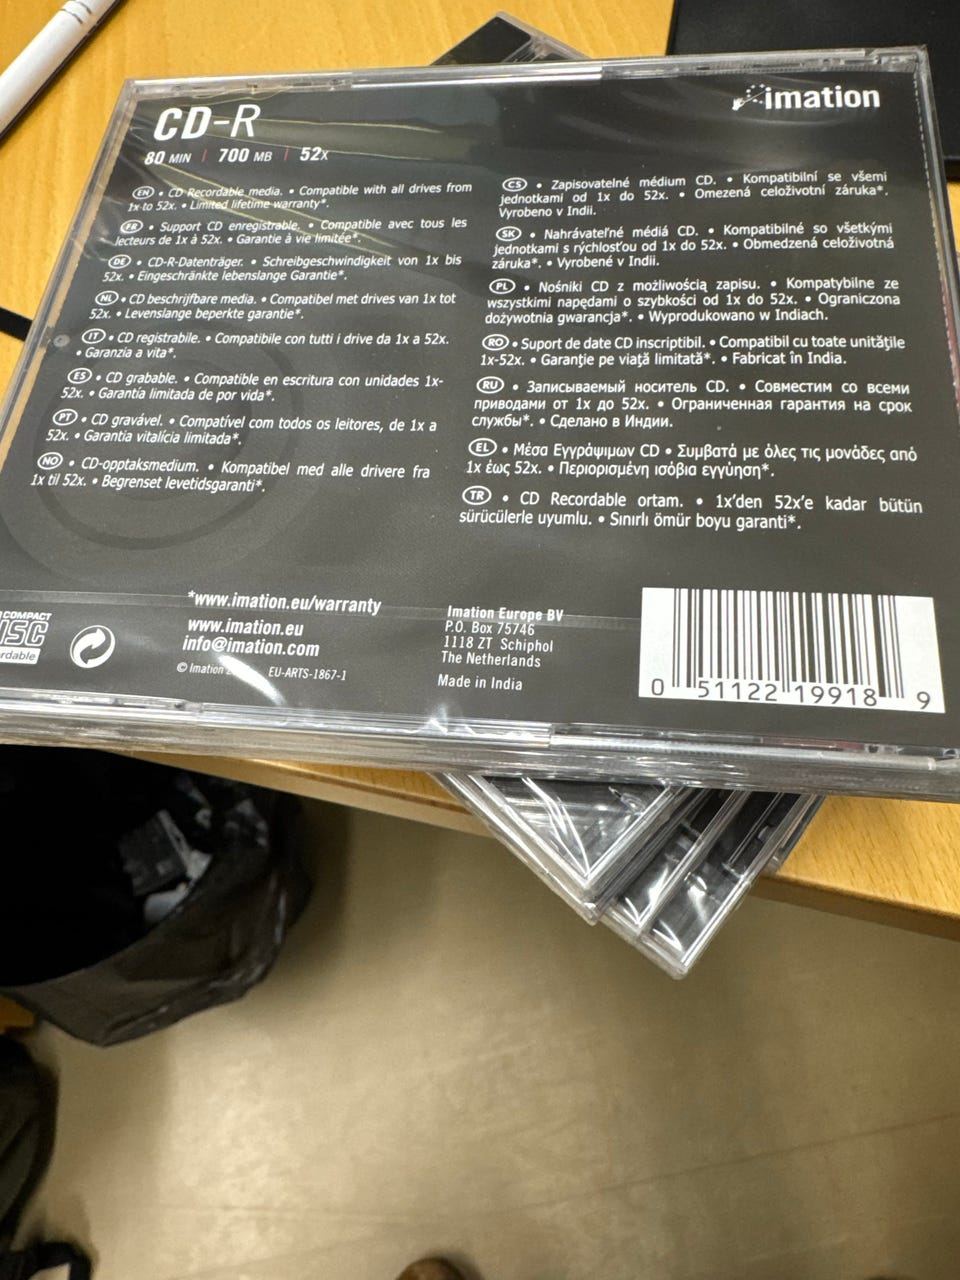 CD-R
80 MIN | 700 MB | 52x
imation
EN • CD Recordable media. • Compatible with all drives from
1x to 52x. • Limited lifetime warranty*.
FR • Support CD enregistrable. • Compatible avec tous les
lecteurs de 1x à 52x. • Garantie à vie limitée*.
DE • CD-R-Datenträger. • Schreibgeschwindigkeit von 1x bis
52x. • Eingeschränkte lebenslange Garantie*.
NL • CD beschrijfbare media. • Compatibel met drives van 1x tot
52x. • Levenslange beperkte garantie*.
IT • CD registrabile. • Compatibile con tutti i drive da 1x a 52x.
• Garanzia a vita*.
ES • CD grabable. • Compatible en escritura con unidades 1x-
52x. • Garantía limitada de por vida*.
PT • CD gravável. • Compatível com todos os leitores, de 1x a
52x. • Garantia vitalícia limitada*.
NO • CD-opptaksmedium. • Kompatibel med alle drivere fra
1x til 52x. • Begrenset levetidsgaranti*.
CS • Zapisovatelné médium CD. • Kompatibilní se všemi
jednotkami od 1x do 52x. • Omezená celoživotní záruka*.
Vyrobeno v Indii.
SK • Nahrávateľné médiá CD. • Kompatibilné so všetkými
jednotkami s rýchlosťou od 1x do 52x. • Obmedzená celoživotná
záruka*. • Vyrobené v Indii.
PL • Nośniki CD z możliwością zapisu. • Kompatybilne ze
wszystkimi napędami o szybkości od 1x do 52x. • Ograniczona
dożywotnia gwarancja*. • Wyprodukowano w Indiach.
RO • Suport de date CD inscriptibil. • Compatibil cu toate unitățile
1x-52x. • Garanție pe viață limitată*. • Fabricat în India.
RU • Записываемый носитель CD. • Совместим со всеми
приводами от 1x до 52x. • Ограниченная гарантия на срок
службы*. • Сделано в Индии.
EL • Μέσα Εγγράψιμων CD • Συμβατά με όλες τις μονάδες από
1x έως 52x. • Περιορισμένη ισόβια εγγύηση*.
TR • CD Recordable ortam. • 1x'den 52x'e kadar bütün
sürücülerle uyumlu. • Sınırlı ömür boyu garanti*.
COMPACT
*www.imation.eu/warranty
www.imation.eu
info@imation.com
© Imation
EU-ARTS-1867-1
Imation Europe BV
P.O. Box 75746
1118 ZT Schiphol
The Netherlands
Made in India
0 51122 19918 9